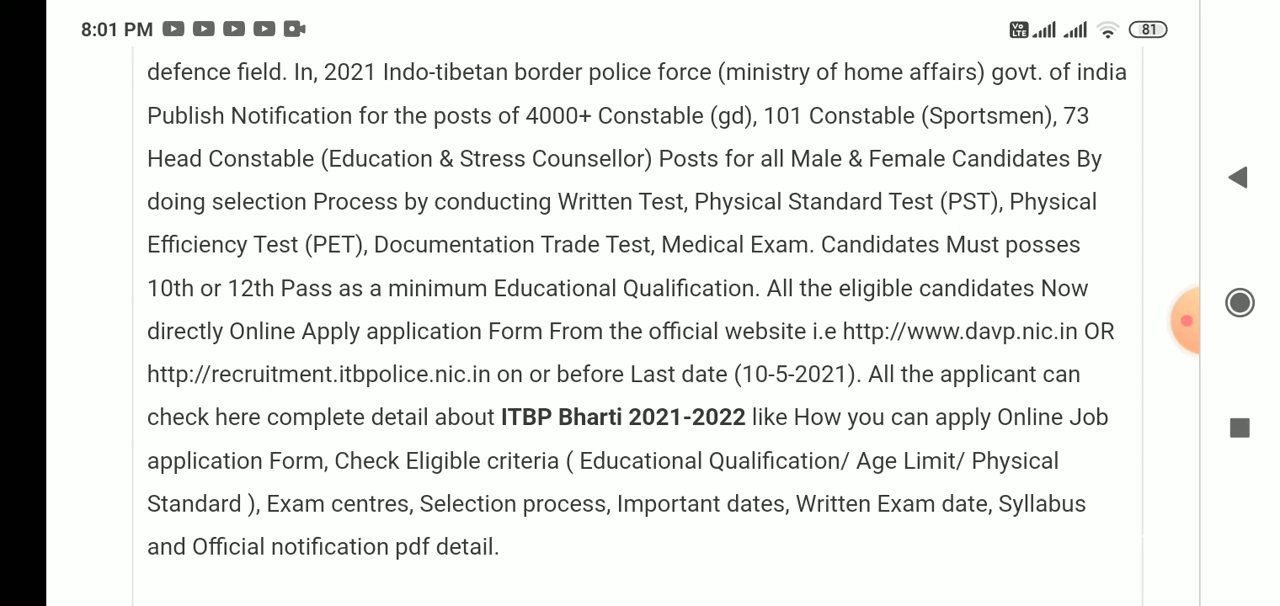 8:01 PM
Vo LTE
81
defence field. In, 2021 Indo-tibetan border police force (ministry of home affairs) govt. of india
Publish Notification for the posts of 4000+ Constable (gd), 101 Constable (Sportsmen), 73
Head Constable (Education & Stress Counsellor) Posts for all Male & Female Candidates By
doing selection Process by conducting Written Test, Physical Standard Test (PST), Physical
Efficiency Test (PET), Documentation Trade Test, Medical Exam. Candidates Must posses
10th or 12th Pass as a minimum Educational Qualification. All the eligible candidates Now
directly Online Apply application Form From the official website i.e http://www.davp.nic.in OR
http://recruitment.itbpolice.nic.in on or before Last date (10-5-2021). All the applicant can
check here complete detail about ITBP Bharti 2021-2022 like How you can apply Online Job
application Form, Check Eligible criteria ( Educational Qualification/ Age Limit/ Physical
Standard ), Exam centres, Selection process, Important dates, Written Exam date, Syllabus
and Official notification pdf detail.